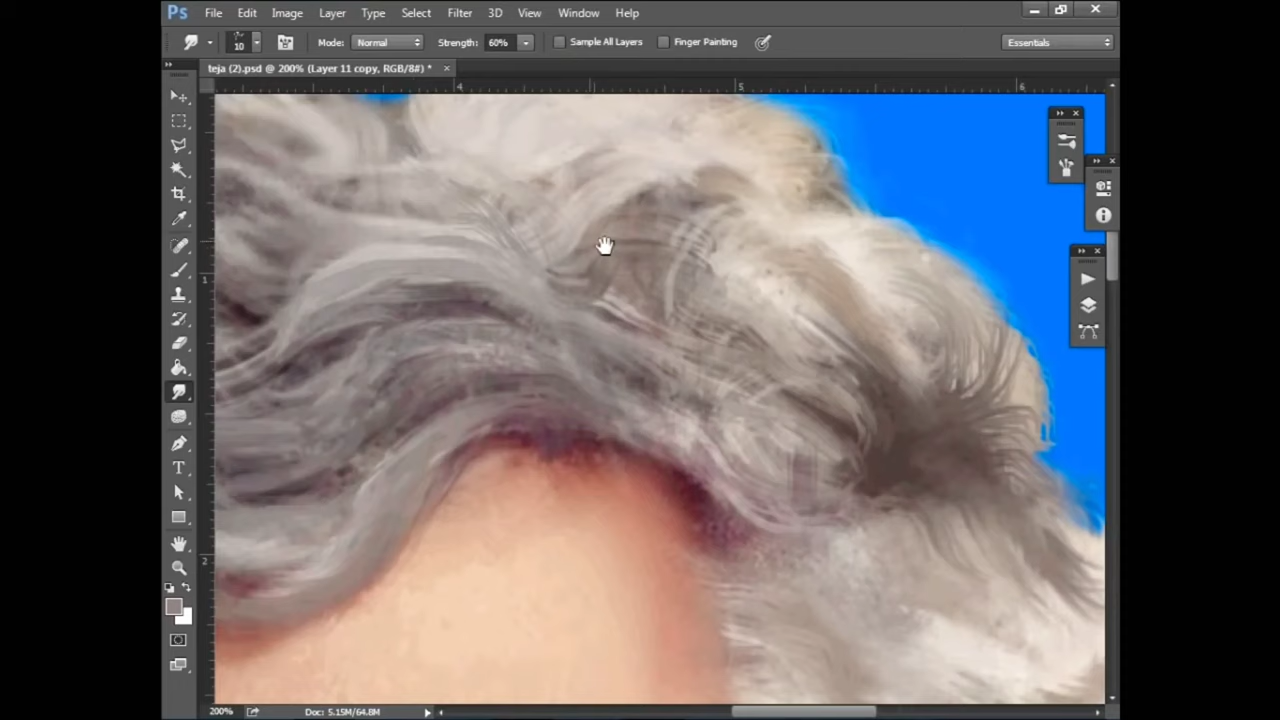 Ps File Edit Image Layer Type Select Filter 3D View Window Help
10 Mode: Normal Strength: 60% Sample All Layers Finger Painting Essentials
teja (2).psd @ 200% (Layer 11 copy, RGB/8#) * ×
4 5 6
1
2
T
200% Doc: 5.15M/64.8M